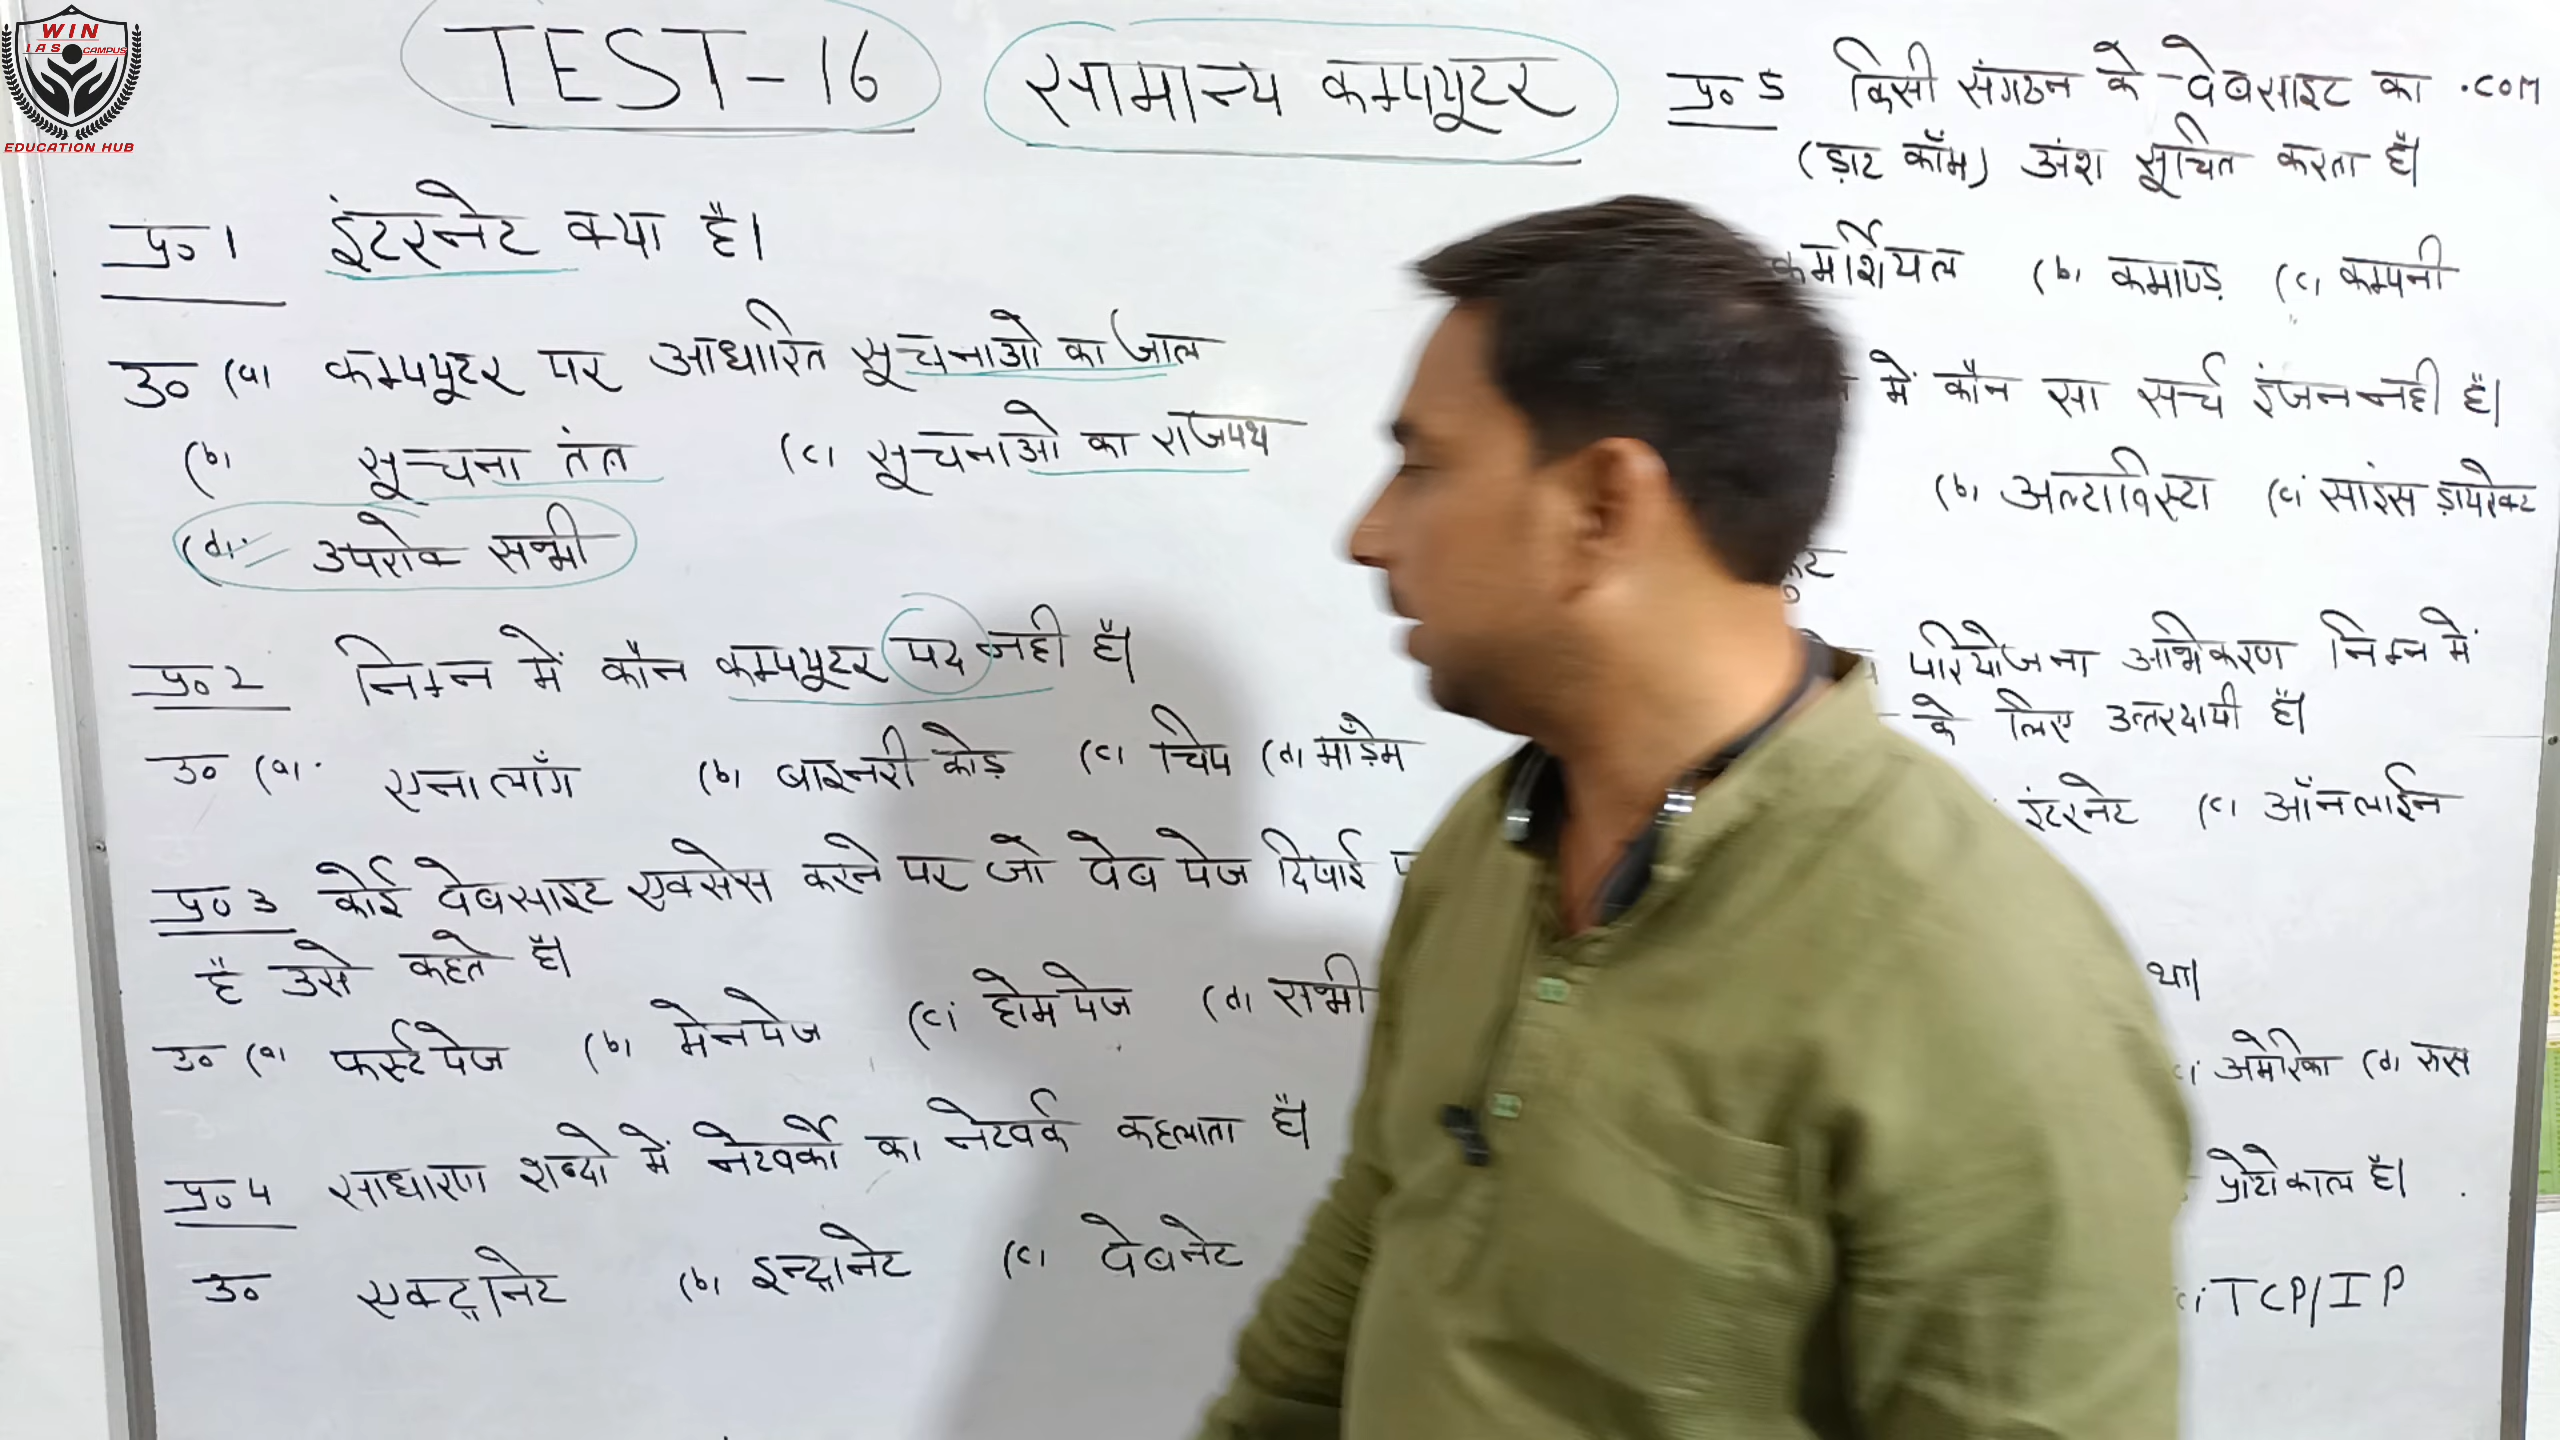 WIN
IAS CAMPUS
EDUCATION HUB
TEST-16 सामान्य कम्प्यूटर
प्र० 1 इंटरनेट क्या है।
उ० (a) कम्प्यूटर पर आधारित सूचनाओ का जाल
(b) सूचना तंत्र (c) सूचनाओ का राजपथ
(d) उपरोक्त सभी
प्र० 2 निम्न में कौन कम्प्यूटर पद नही है।
उ० (a) एनालॉग (b) बाइनरी कोड़ (c) चिप (d) मॉड़ेम
प्र० 3 कोई वेबसाइट एक्सेस करने पर जो वेब पेज दिखाई
है उसे कहते है।
उ० (a) फर्स्ट पेज (b) मेनपेज (c) होमपेज (d) सभी
प्र० 4 साधारण शब्दो में नेटवर्को का नेटवर्क कहलाता है।
उ० एक्ट्रानेट (b) इन्ट्रानेट (c) वेबनेट
प्र० 5 किसी संगठन के वेबसाइट का .com
(ड़ाट कॉम) अंश सूचित करता है।
कमर्शियल (b) कमाण्ड़ (c) कम्पनी
में कौन सा सर्च इंजन नही है।
(b) अल्टाविस्टा (c) साइंस ड़ायरेक्ट
परियोजना अभिकरण निम्न में
के लिए उत्तरदायी है।
इंटरनेट (c) ऑनलाईन
था।
अमेरिका (d) रुस
प्रोटोकाल है।
TCP/IP